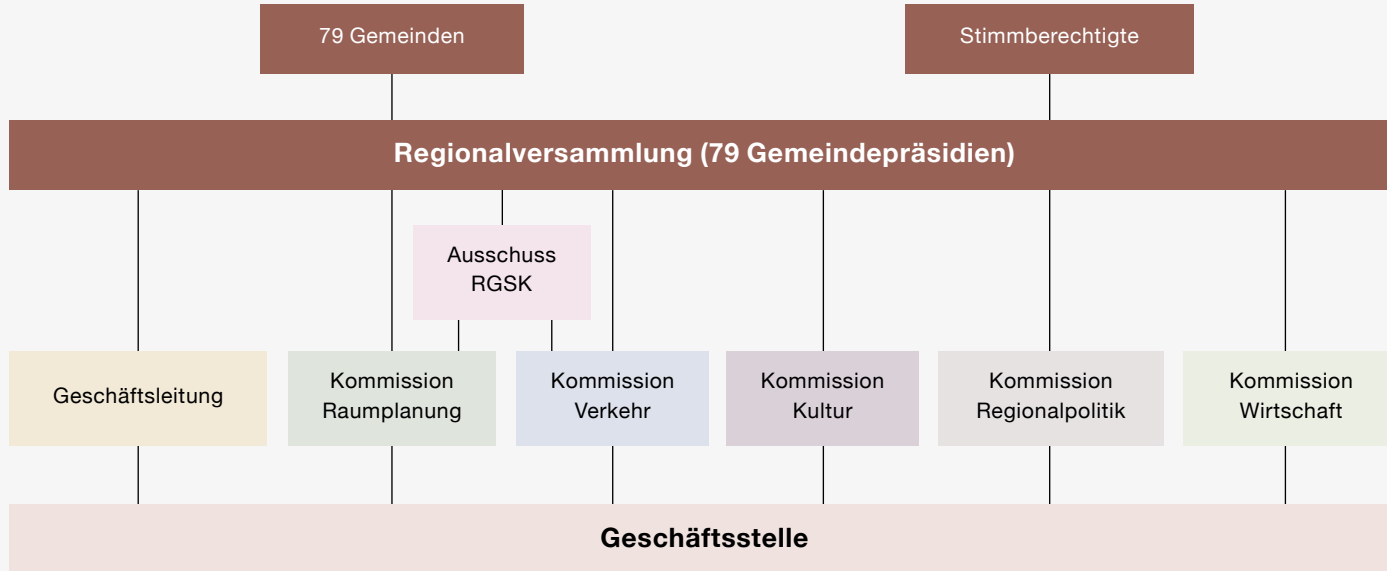 79 Gemeinden
Stimmberechtigte
Regionalversammlung (79 Gemeindepräsidien)
Ausschuss
RGSK
Geschäftsleitung
Kommission
Raumplanung
Kommission
Verkehr
Kommission
Kultur
Kommission
Regionalpolitik
Kommission
Wirtschaft
Geschäftsstelle